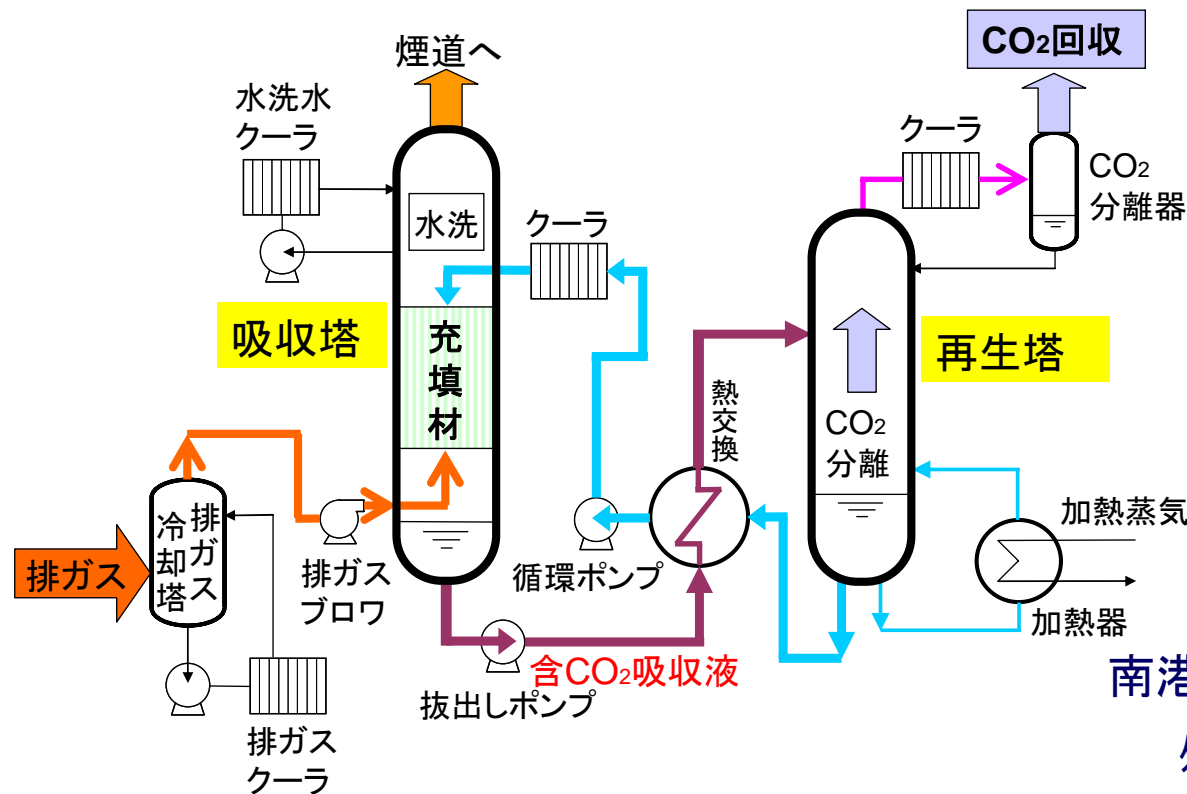 煙道へ
CO2回収
水洗水
クーラ
クーラ
CO2
分離器
水洗
クーラ
吸収塔
充填材
再生塔
熱交換
CO2
分離
排ガス
排ガス
冷却塔
排ガス
ブロワ
循環ポンプ
加熱蒸気
加熱器
含CO2吸収液
抜出しポンプ
排ガス
クーラ
南港